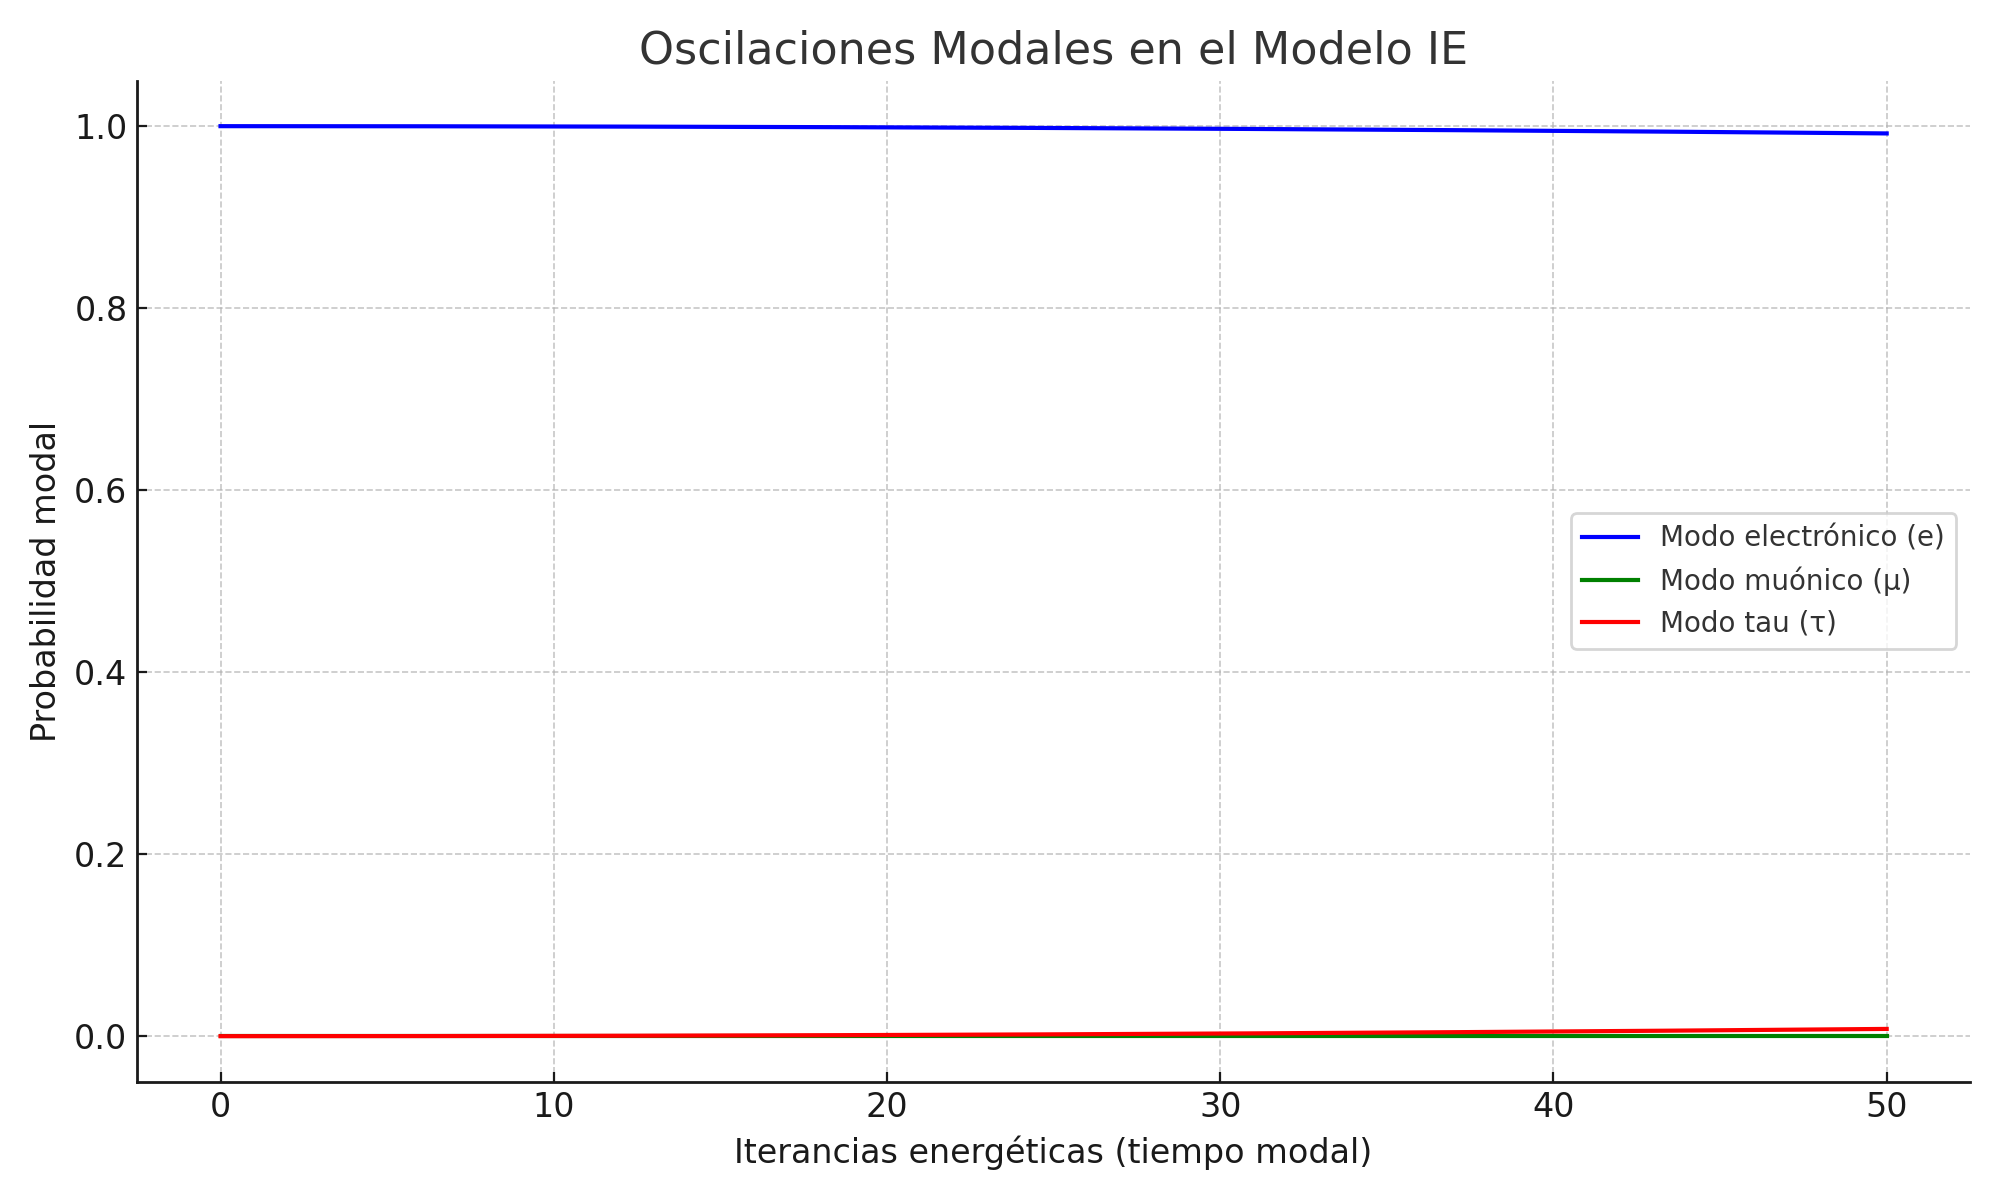 Oscilaciones Modales en el Modelo IE
Probabilidad modal
1.0
0.8
0.6
0.4
0.2
0.0
Modo electrónico (e)
Modo muónico (μ)
Modo tau (τ)
0 10 20 30 40 50
Iterancias energéticas (tiempo modal)